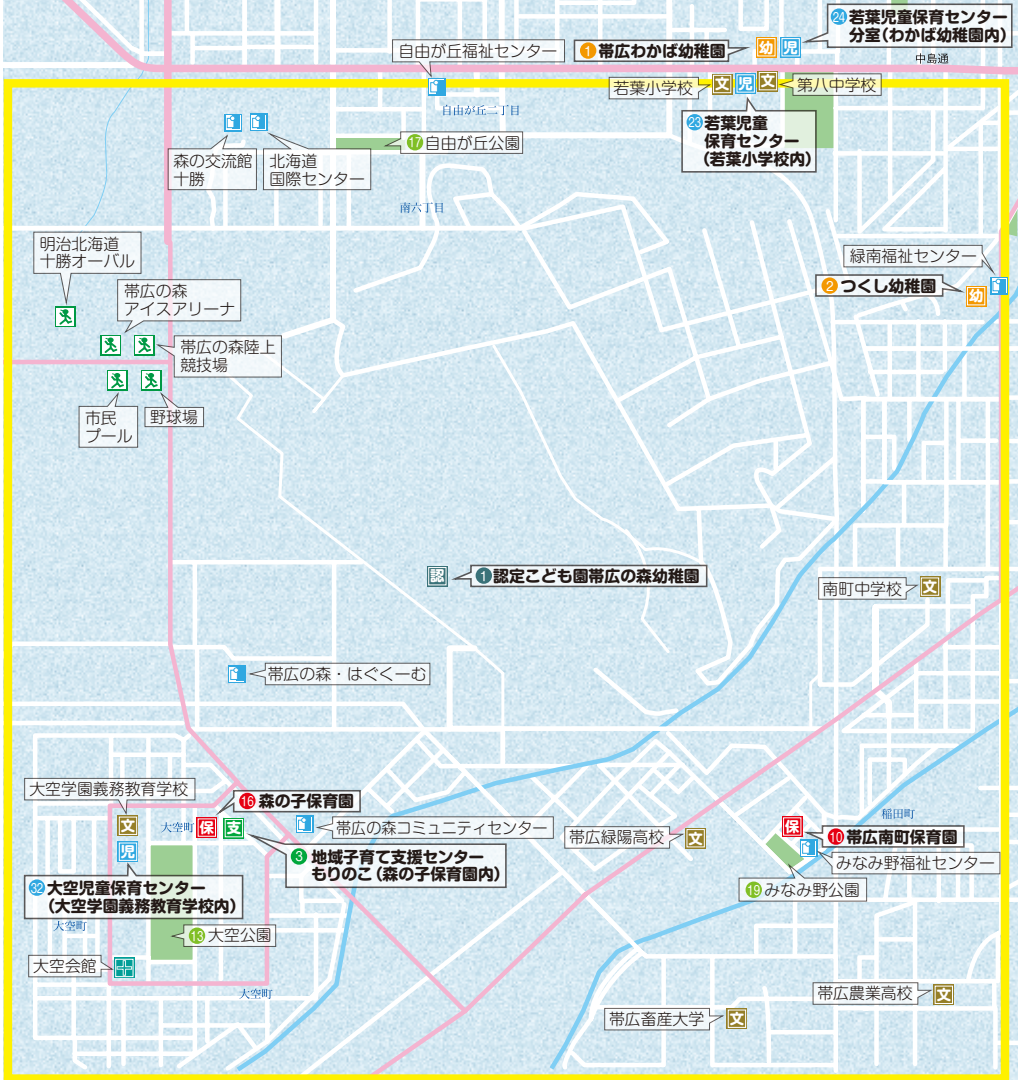 24 若葉児童保育センター
分室(わかば幼稚園内)
自由が丘福祉センター
1 帯広わかば幼稚園
幼
児
中島通
若葉小学校
文
児
文
第八中学校
自由が丘二丁目
23 若葉児童
保育センター
(若葉小学校内)
17 自由が丘公園
森の交流館
十勝
北海道
国際センター
南六丁目
明治北海道
十勝オーバル
緑南福祉センター
2 つくし幼稚園
幼
帯広の森
アイスアリーナ
帯広の森陸上
競技場
市民
プール
野球場
認
1 認定こども園帯広の森幼稚園
南町中学校
文
帯広の森・はぐくーむ
大空学園義務教育学校
文
大空町
16 森の子保育園
保
支
帯広の森コミュニティセンター
帯広緑陽高校
文
稲田町
保
10 帯広南町保育園
みなみ野福祉センター
児
3 地域子育て支援センター
もりのこ(森の子保育園内)
32 大空児童保育センター
(大空学園義務教育学校内)
19 みなみ野公園
大空町
13 大空公園
大空会館
大空町
帯広農業高校
文
帯広畜産大学
文